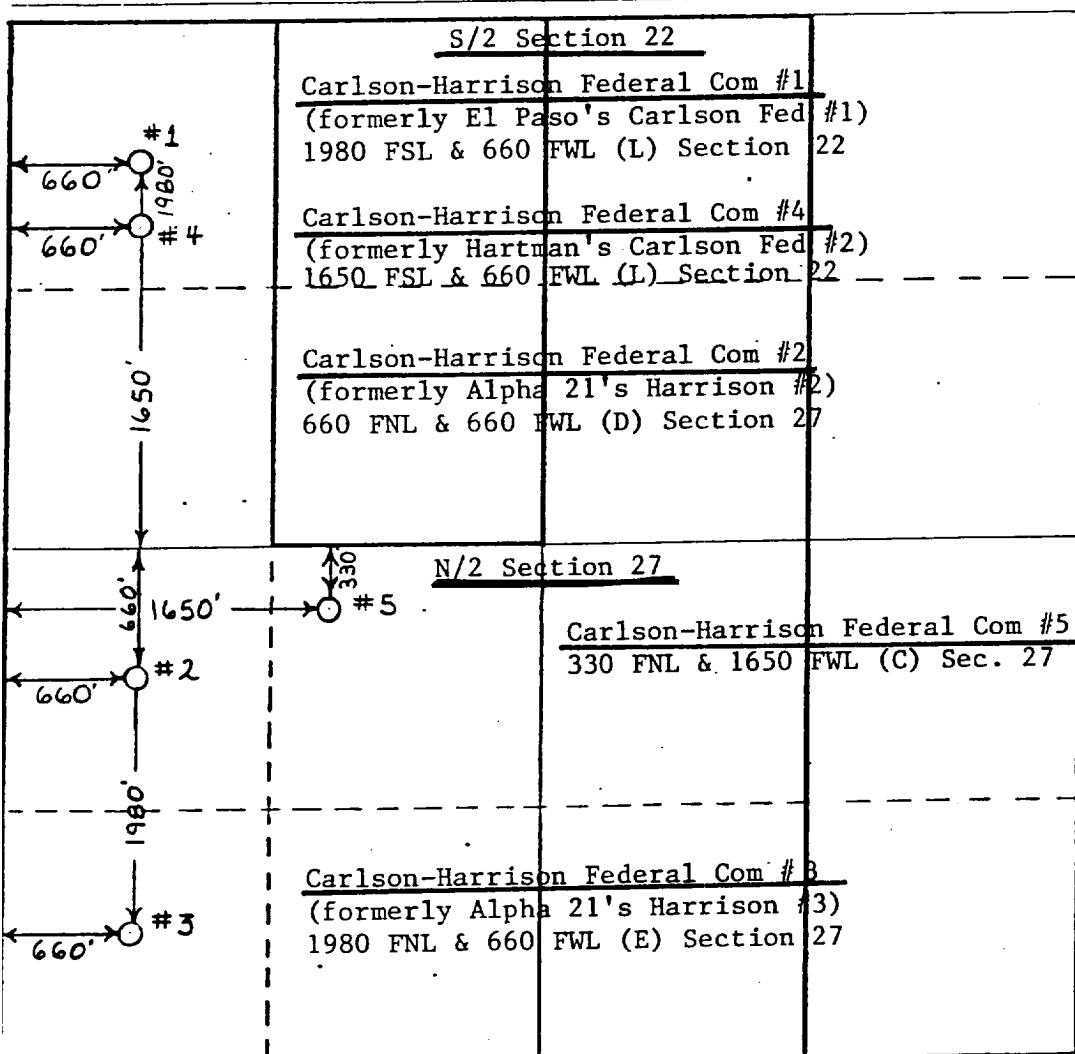 S/2 Section 22
Carlson-Harrison Federal Com #1
(formerly El Paso's Carlson Fed #1)
1980 FSL & 660 FWL (L) Section 22
#1
660'
1980'
Carlson-Harrison Federal Com #4
(formerly Hartman's Carlson Fed #2)
1650 FSL & 660 FWL (L) Section 22
660'
#4
Carlson-Harrison Federal Com #2
(formerly Alpha 21's Harrison #2)
660 FNL & 660 FWL (D) Section 27
1650'
N/2 Section 27
330'
660'
1650'
#5
Carlson-Harrison Federal Com #5
330 FNL & 1650 FWL (C) Sec. 27
#2
660'
1980'
Carlson-Harrison Federal Com #3
(formerly Alpha 21's Harrison #3)
1980 FNL & 660 FWL (E) Section 27
#3
660'